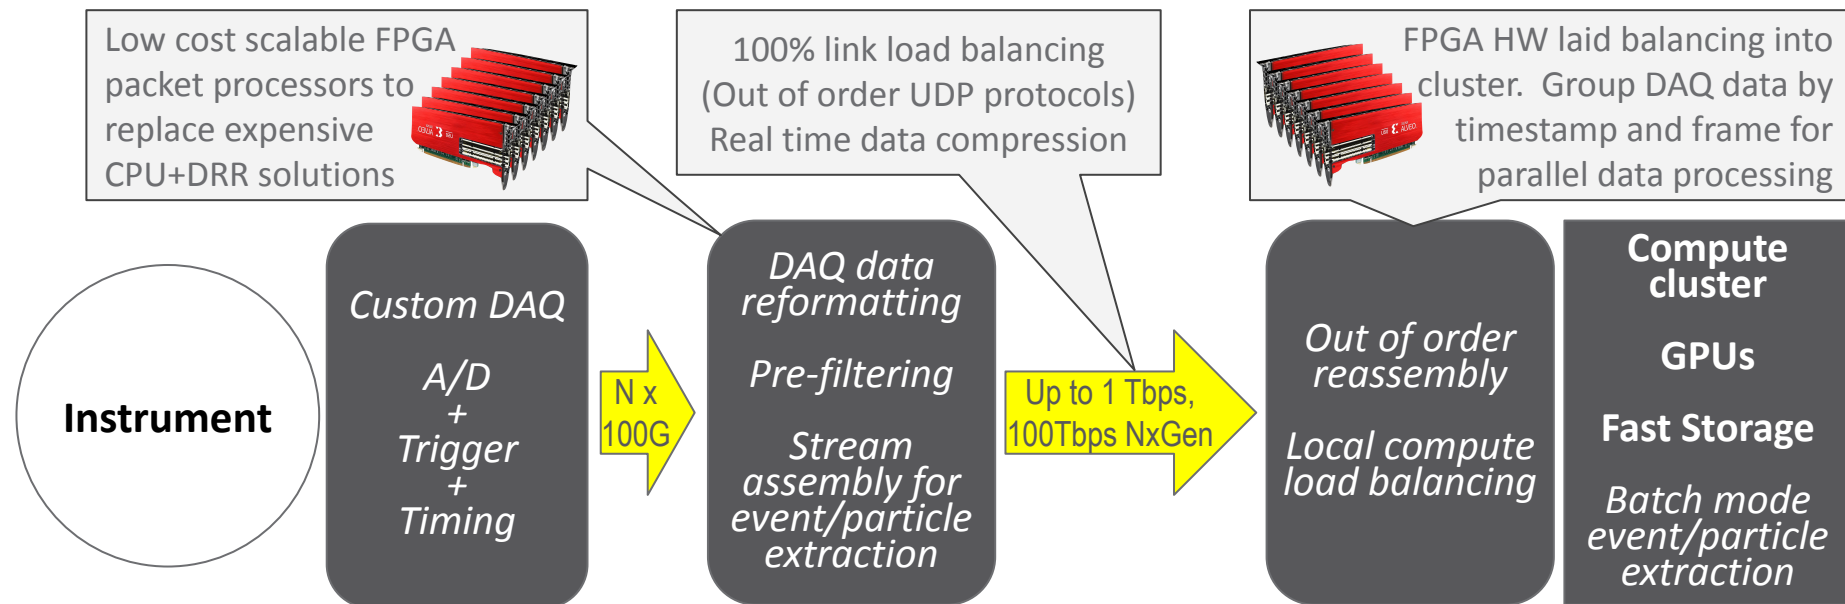 Low cost scalable FPGA
packet processors to
replace expensive
CPU+DRR solutions
100% link load balancing
(Out of order UDP protocols)
Real time data compression
FPGA HW laid balancing into
cluster. Group DAQ data by
timestamp and frame for
parallel data processing
Instrument
Custom DAQ
A/D
+
Trigger
+
Timing
N x
100G
DAQ data
reformatting
Pre-filtering
Stream
assembly for
event/particle
extraction
Up to 1 Tbps,
100Tbps NxGen
Out of order
reassembly
Local compute
load balancing
Compute
cluster
GPUs
Fast Storage
Batch mode
event/particle
extraction